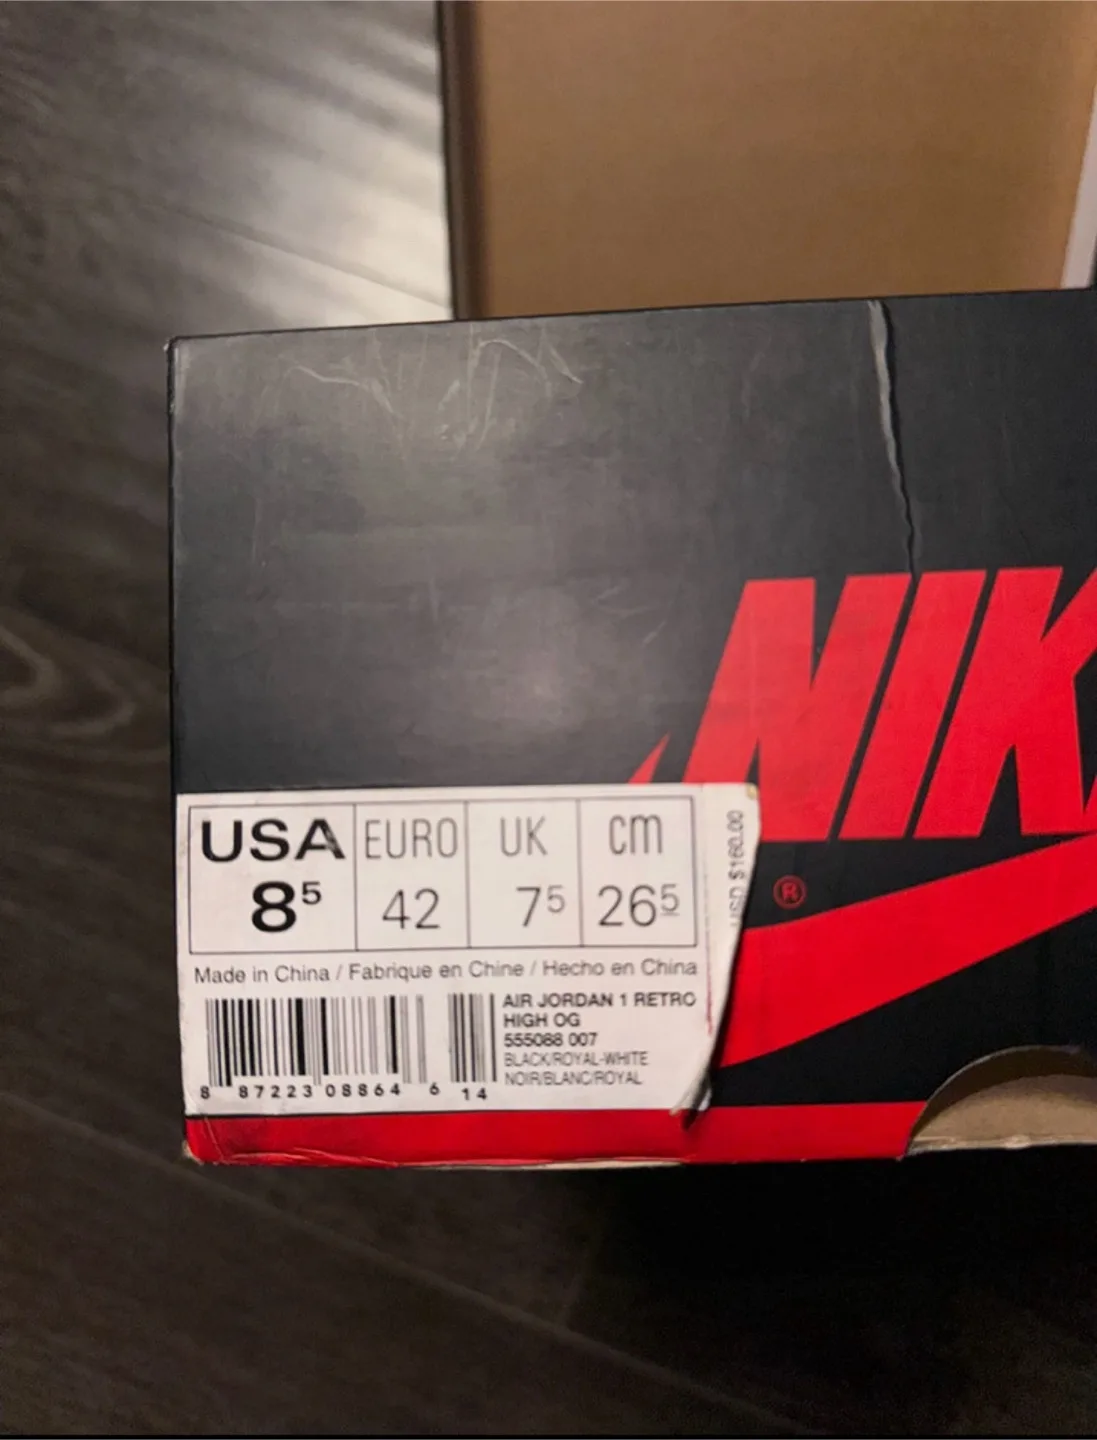 NIK
®
USA EURO UK cm
8⁵ 42 7⁵ 26⁵
USD $160.00
Made in China / Fabrique en Chine / Hecho en China
AIR JORDAN 1 RETRO
HIGH OG
555088 007
BLACK/ROYAL-WHITE
NOIR/BLANC/ROYAL
8 87223 08864 6 14